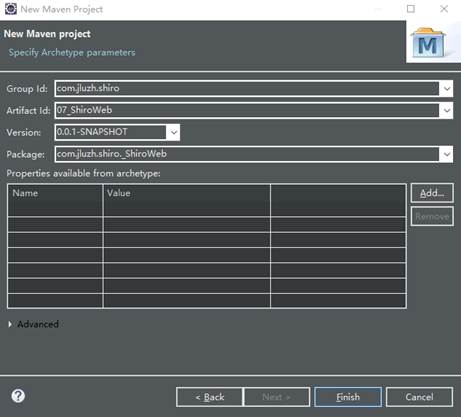 New Maven Project
New Maven project
Specify Archetype parameters
M
Group Id: com.jluzh.shiro
Artifact Id: 07_ShiroWeb
Version: 0.0.1-SNAPSHOT
Package: com.jluzh.shiro._ShiroWeb
Properties available from archetype:
Name Value
Add...
Remove
Advanced
? < Back Next > Finish Cancel